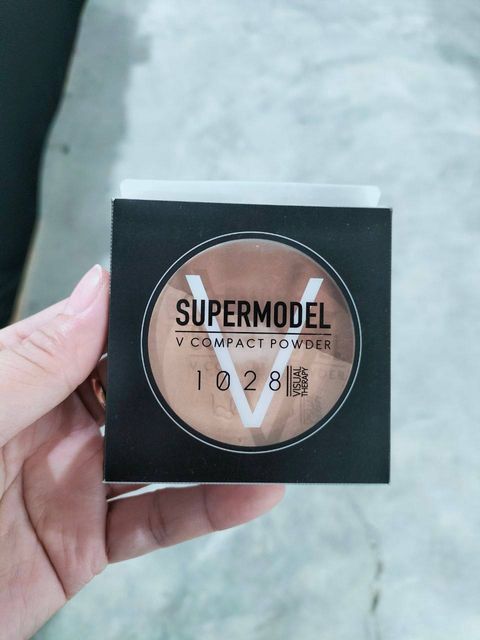 V
SUPERMODEL
V COMPACT POWDER
1028 VISUAL
THERAPY